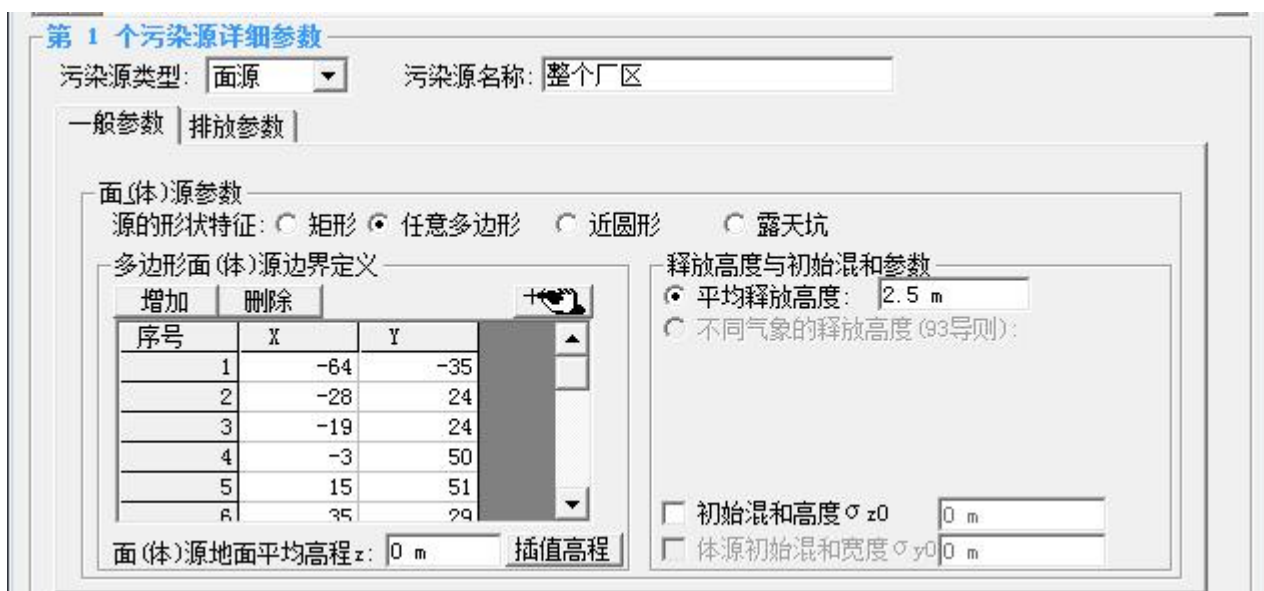 第 1 个污染源详细参数
污染源类型: 面源 污染源名称: 整个厂区
一般参数 排放参数
面(体)源参数
源的形状特征: 矩形 任意多边形 近圆形 露天坑
多边形面(体)源边界定义 释放高度与初始混和参数
增加 删除 平均释放高度: 2.5 m
不同气象的释放高度(93导则):
序号 X Y
1 -64 -35
2 -28 24
3 -19 24
4 -3 50
5 15 51
6 35 29
初始混和高度σz0 0 m
面(体)源地面平均高程z: 0 m 插值高程 体源初始混和宽度σy0 0 m